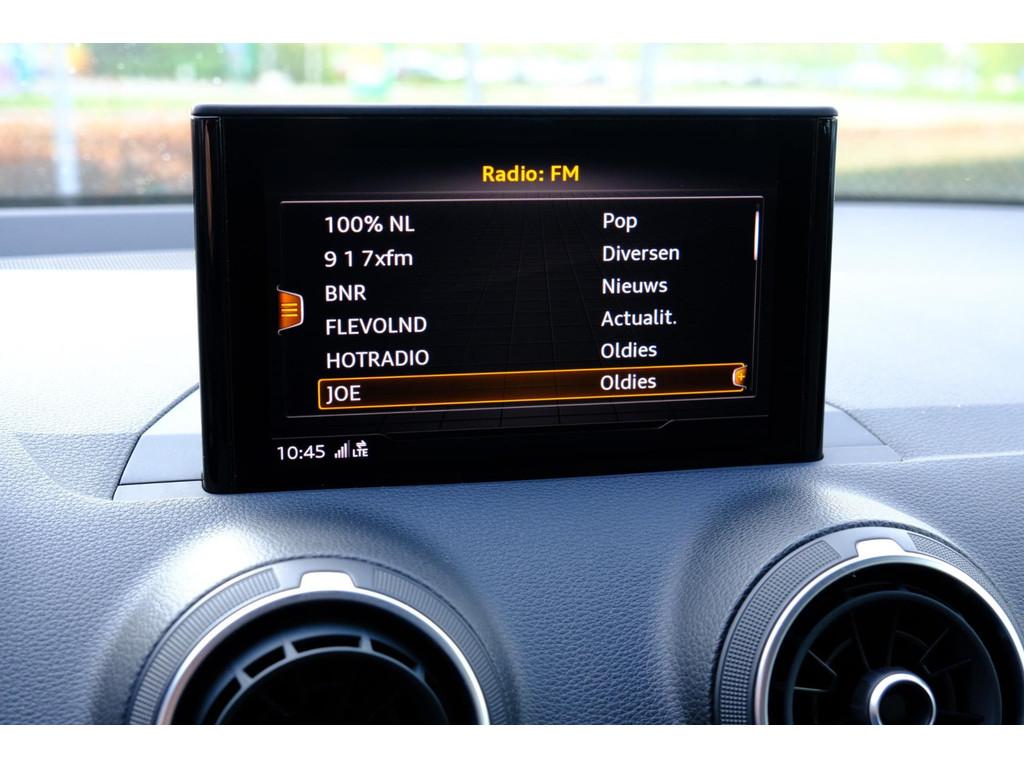 Radio: FM
100% NL Pop
9 1 7xfm Diversen
BNR Nieuws
FLEVOLND Actualit.
HOTRADIO Oldies
JOE Oldies
10:45 LTE